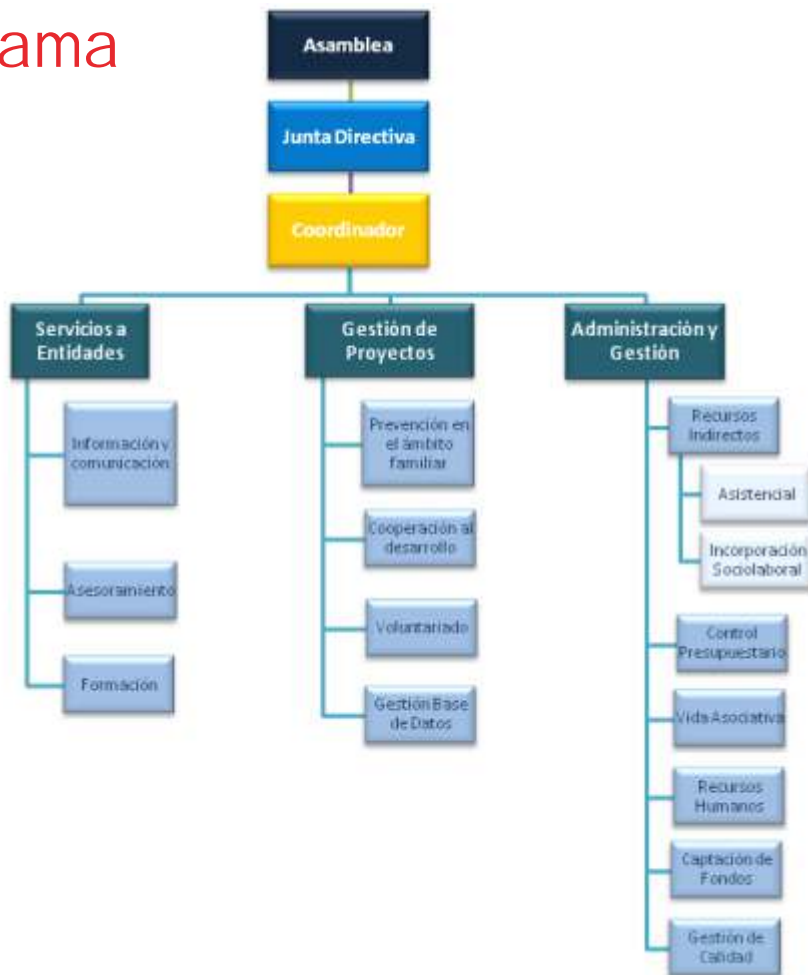 ama
Asamblea
Junta Directiva
Coordinador
Servicios a
Entidades
Información y
comunicación
Asesoramiento
Formación
Gestión de
Proyectos
Prevención en
el ámbito
familiar
Cooperación al
desarrollo
Voluntariado
Gestión Base
de Datos
Administración y
Gestión
Recursos
Indirectos
Asistencial
Incorporación
Sociolaboral
Control
Presupuestario
Vida Asociativa
Recursos
Humanos
Captación de
Fondos
Gestión de
Calidad